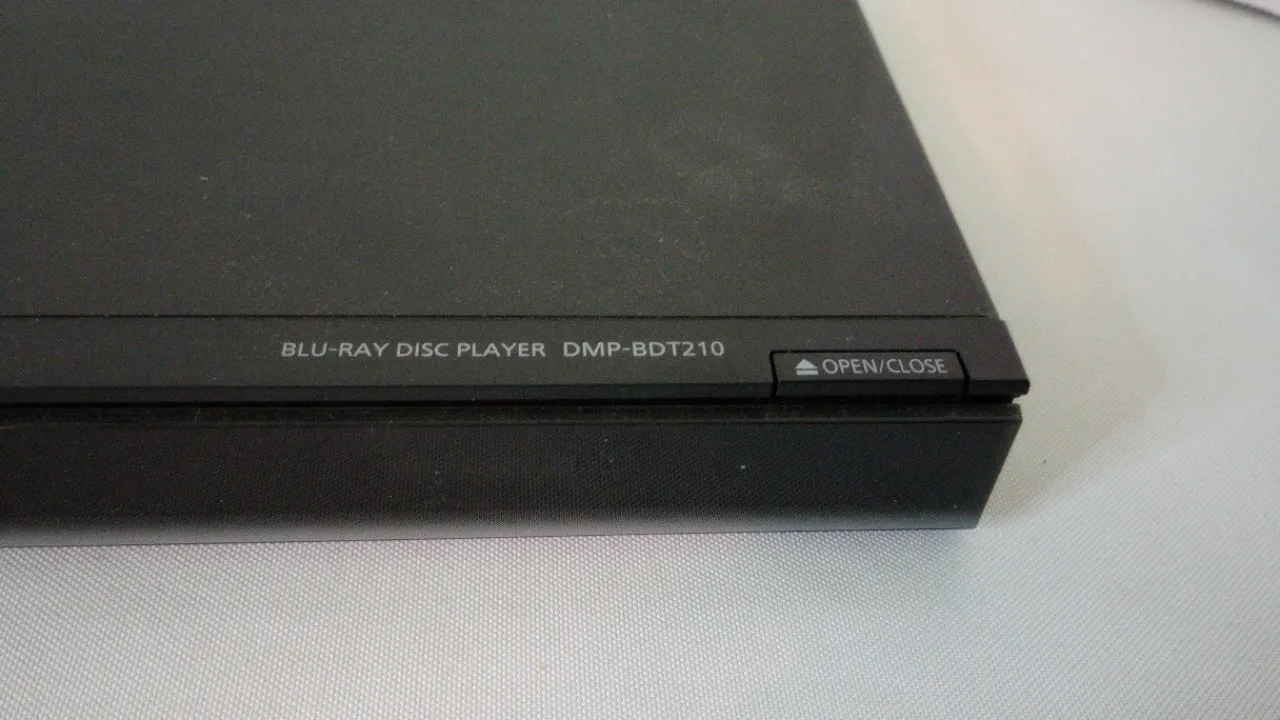 BLU-RAY DISC PLAYER DMP-BDT210
⏏ OPEN/CLOSE